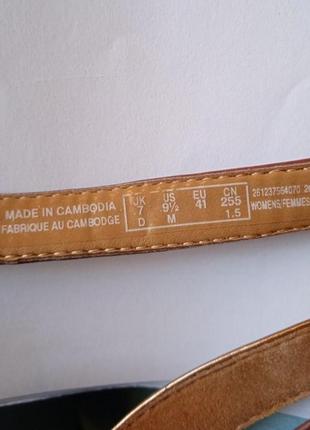 MADE IN CAMBODIA
FABRIQUE AU CAMBODGE
UK US EU CN
7 9½ 41 255
D M 1.5
261237564070
WOMENS/FEMMES